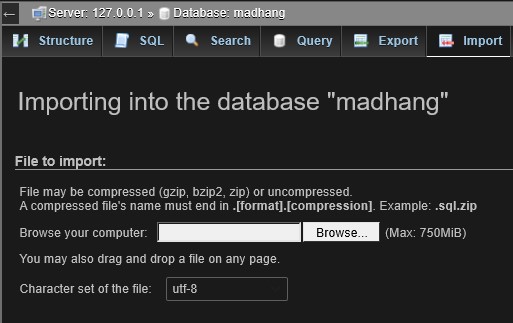 Server: 127.0.0.1 » Database: madhang
Structure SQL Search Query Export Import
Importing into the database "madhang"
File to import:
File may be compressed (gzip, bzip2, zip) or uncompressed.
A compressed file's name must end in .[format].[compression]. Example: .sql.zip
Browse your computer: Browse... (Max: 750MiB)
You may also drag and drop a file on any page.
Character set of the file: utf-8